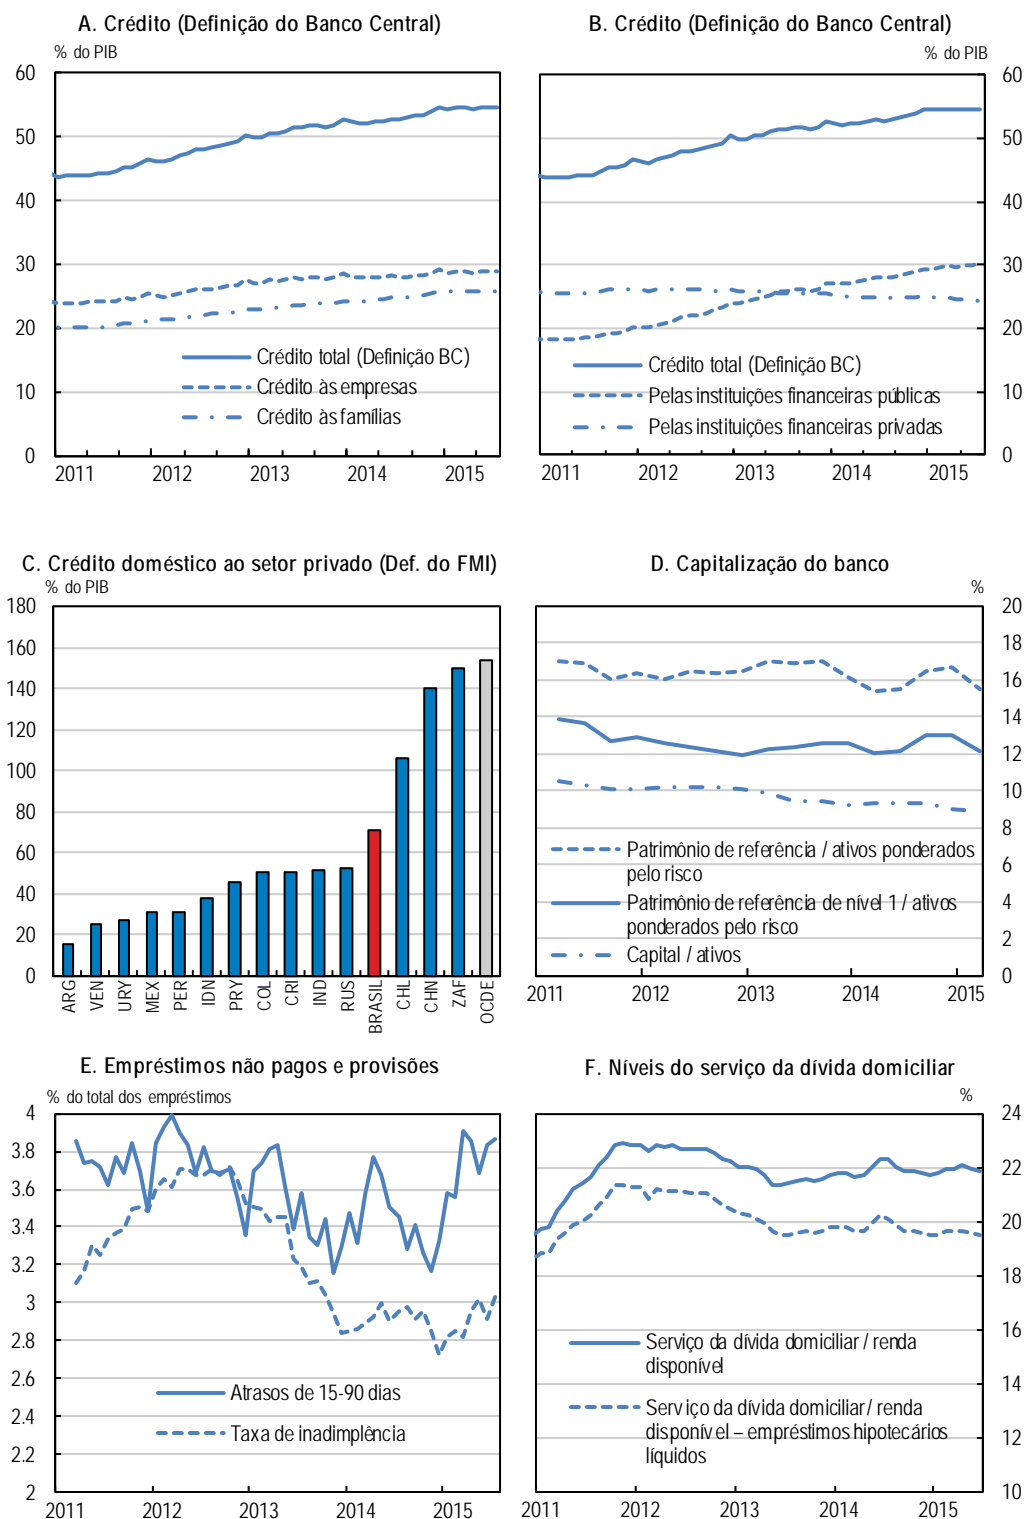 A. Crédito (Definição do Banco Central)
% do PIB
60
50
40
30
20
10
0
Crédito total (Definição BC)
Crédito às empresas
Crédito às famílias
2011 2012 2013 2014 2015
B. Crédito (Definição do Banco Central)
% do PIB
60
50
40
30
20
10
0
Crédito total (Definição BC)
Pelas instituições financeiras públicas
Pelas instituições financeiras privadas
2011 2012 2013 2014 2015
C. Crédito doméstico ao setor privado (Def. do FMI)
% do PIB
180
160
140
120
100
80
60
40
20
0
ARG VEN URY MEX PER IDN PRY COL CRI IND RUS BRASIL CHL CHN ZAF OCDE
D. Capitalização do banco
%
20
18
16
14
12
10
8
6
4
2
0
Patrimônio de referência / ativos ponderados
pelo risco
Patrimônio de referência de nível 1 / ativos
ponderados pelo risco
Capital / ativos
2011 2012 2013 2014 2015
E. Empréstimos não pagos e provisões
% do total dos empréstimos
4
3.8
3.6
3.4
3.2
3
2.8
2.6
2.4
2.2
2
Atrasos de 15-90 dias
Taxa de inadimplência
2011 2012 2013 2014 2015
F. Níveis do serviço da dívida domiciliar
%
24
22
20
18
16
14
12
10
Serviço da dívida domiciliar / renda
disponível
Serviço da dívida domiciliar/ renda
disponível – empréstimos hipotecários
líquidos
2011 2012 2013 2014 2015